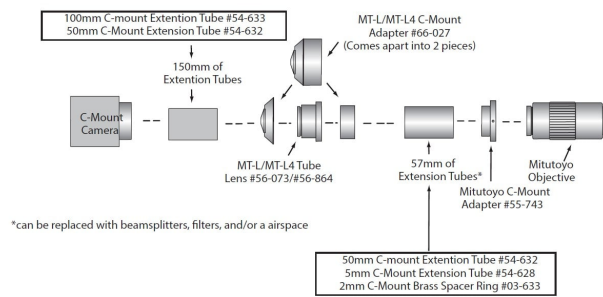 100mm C-mount Extention Tube #54-633
50mm C-Mount Extension Tube #54-632
MT-L/MT-L4 C-Mount
Adapter #66-027
(Comes apart into 2 pieces)
150mm of
Extention Tubes
C-Mount
Camera
MT-L/MT-L4 Tube
Lens #56-073/#56-864
57mm of
Extension Tubes*
Mitutoyo
Objective
Mitutoyo C-Mount
Adapter #55-743
*can be replaced with beamsplitters, filters, and/or a airspace
50mm C-mount Extention Tube #54-632
5mm C-Mount Extension Tube #54-628
2mm C-Mount Brass Spacer Ring #03-633